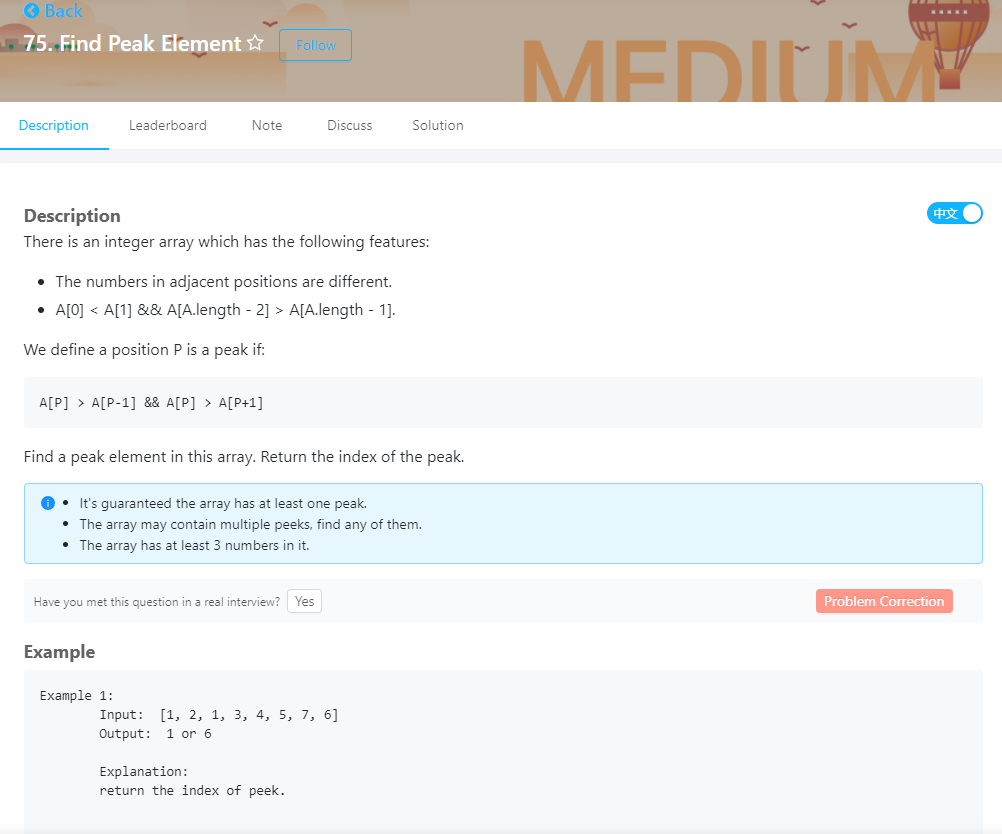 Back
75. Find Peak Element
Follow
MEDIUM
Description
Leaderboard
Note
Discuss
Solution
Description
中文
There is an integer array which has the following features:
The numbers in adjacent positions are different.
A[0] < A[1] && A[A.length - 2] > A[A.length - 1].
We define a position P is a peak if:
A[P] > A[P-1] && A[P] > A[P+1]
Find a peak element in this array. Return the index of the peak.
It's guaranteed the array has at least one peak.
The array may contain multiple peeks, find any of them.
The array has at least 3 numbers in it.
Have you met this question in a real interview?
Yes
Problem Correction
Example
Example 1:
Input:  [1, 2, 1, 3, 4, 5, 7, 6]
Output:  1 or 6
Explanation:
return the index of peek.